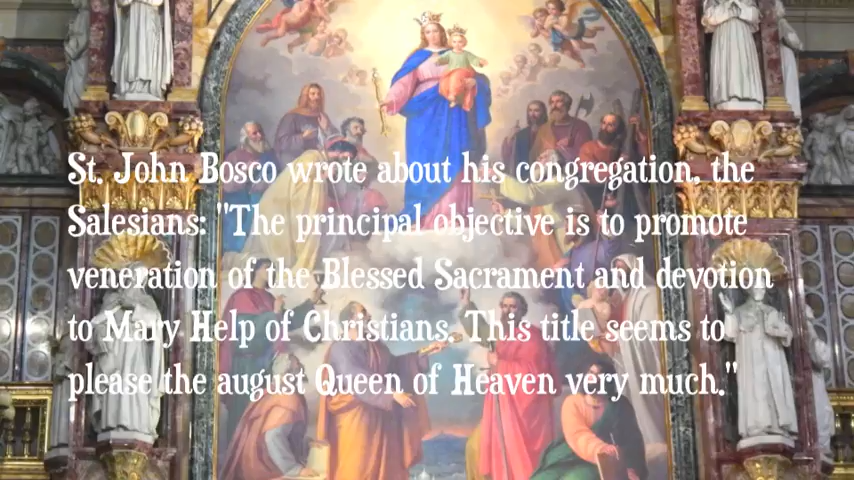 St. John Bosco wrote about his congregation, the
Salesians: "The principal objective is to promote
veneration of the Blessed Sacrament and devotion
to Mary Help of Christians. This title seems to
please the august Queen of Heaven very much."